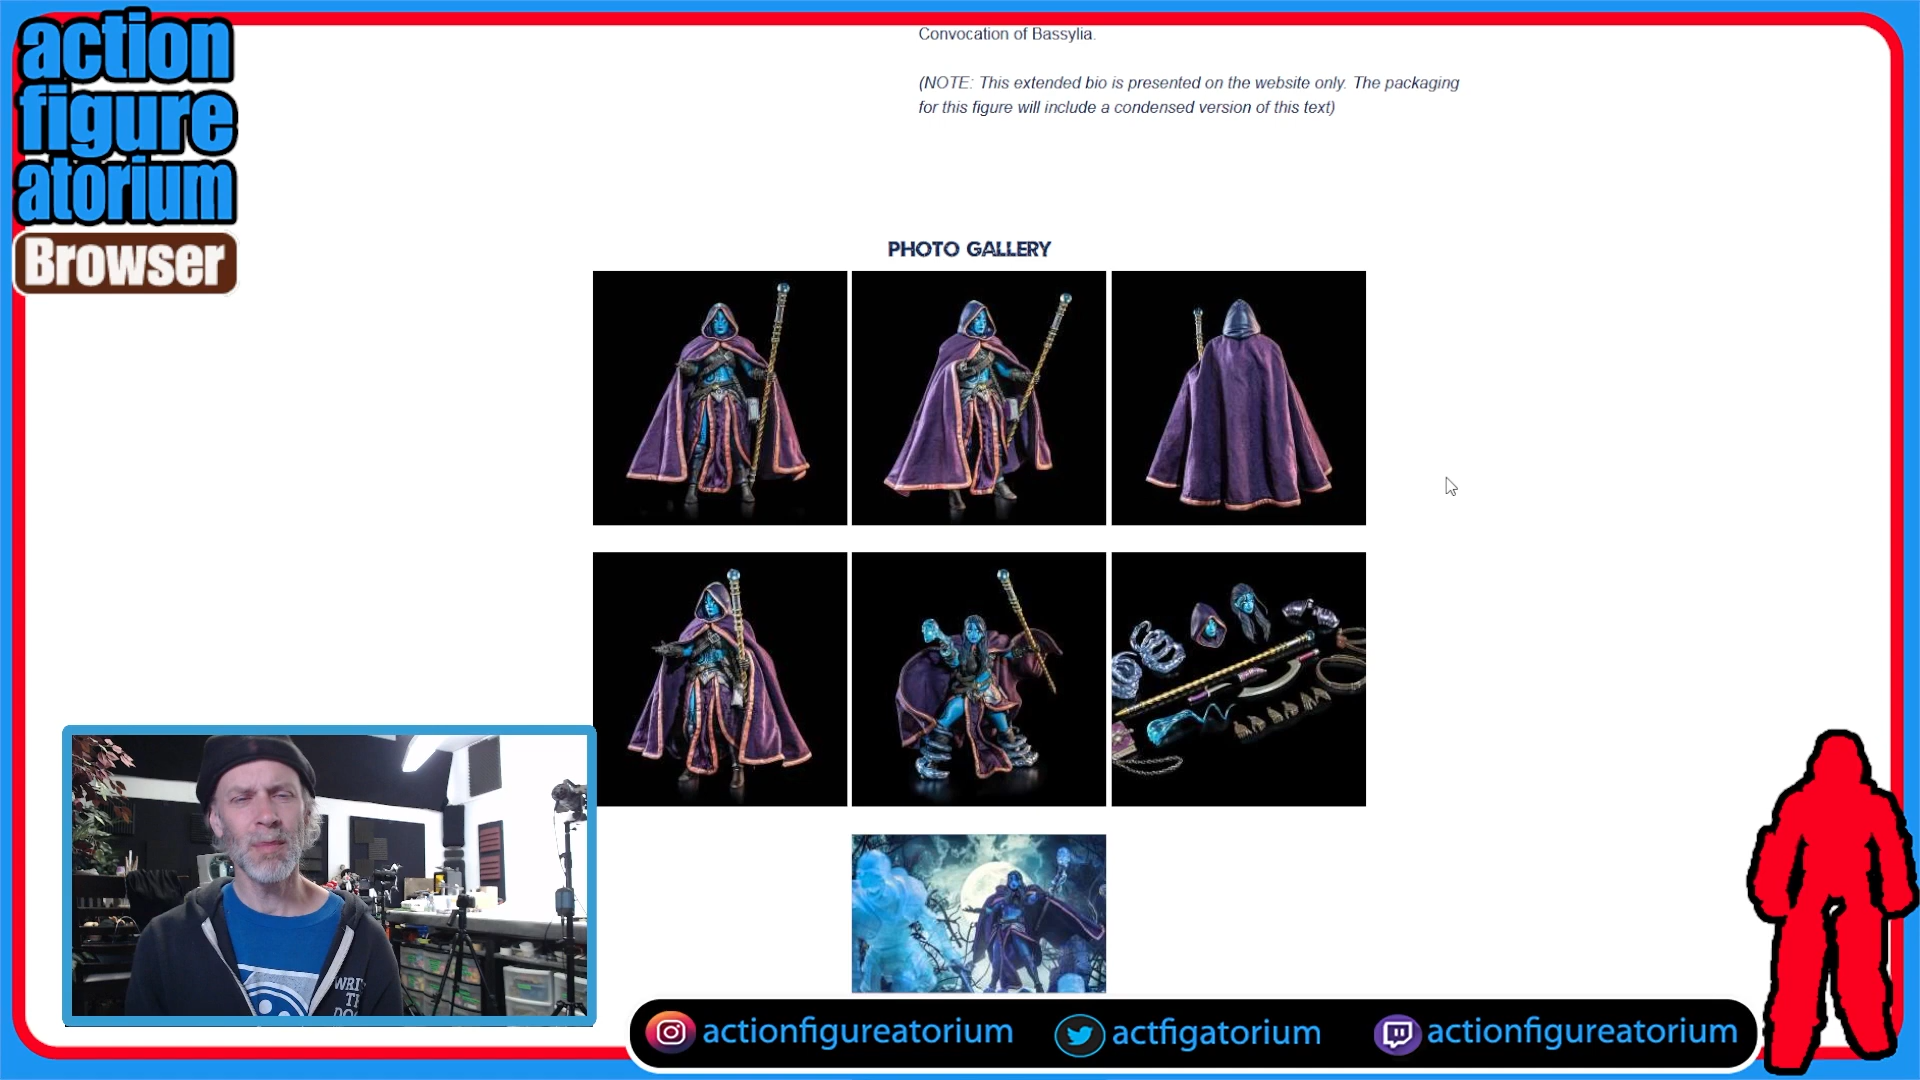 action
figure
atorium
Browser
Convocation of Bassylia.
(NOTE: This extended bio is presented on the website only. The packaging
for this figure will include a condensed version of this text)
PHOTO GALLERY
actionfigureatorium
actfigatorium
actionfigureatorium